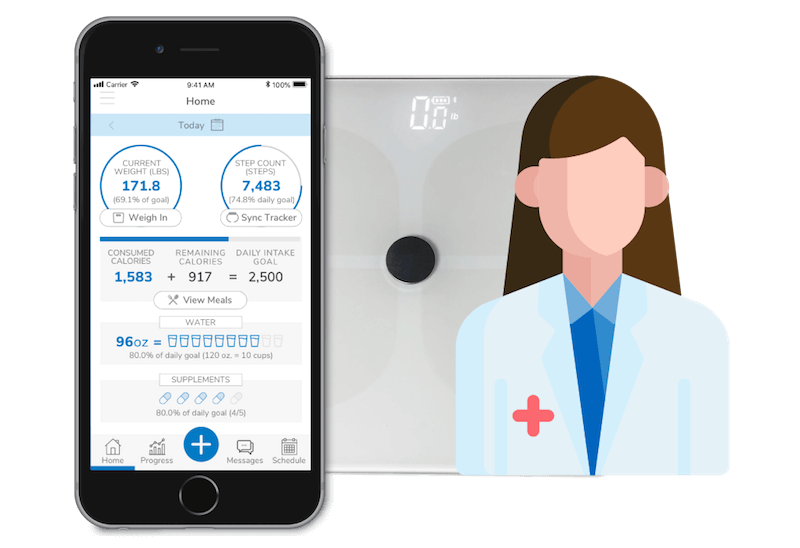 Carrier 9:41 AM 100%
Home
Today
CURRENT WEIGHT (LBS)
171.8
(69.1% of goal)
Weigh In
STEP COUNT (STEPS)
7,483
(74.8% daily goal)
Sync Tracker
CONSUMED CALORIES
1,583
+
REMAINING CALORIES
917
=
DAILY INTAKE GOAL
2,500
View Meals
WATER
96oz =
80.0% of daily goal (120 oz. = 10 cups)
SUPPLEMENTS
80.0% of daily goal (4/5)
Home Progress + Messages Schedule
0.0 lb